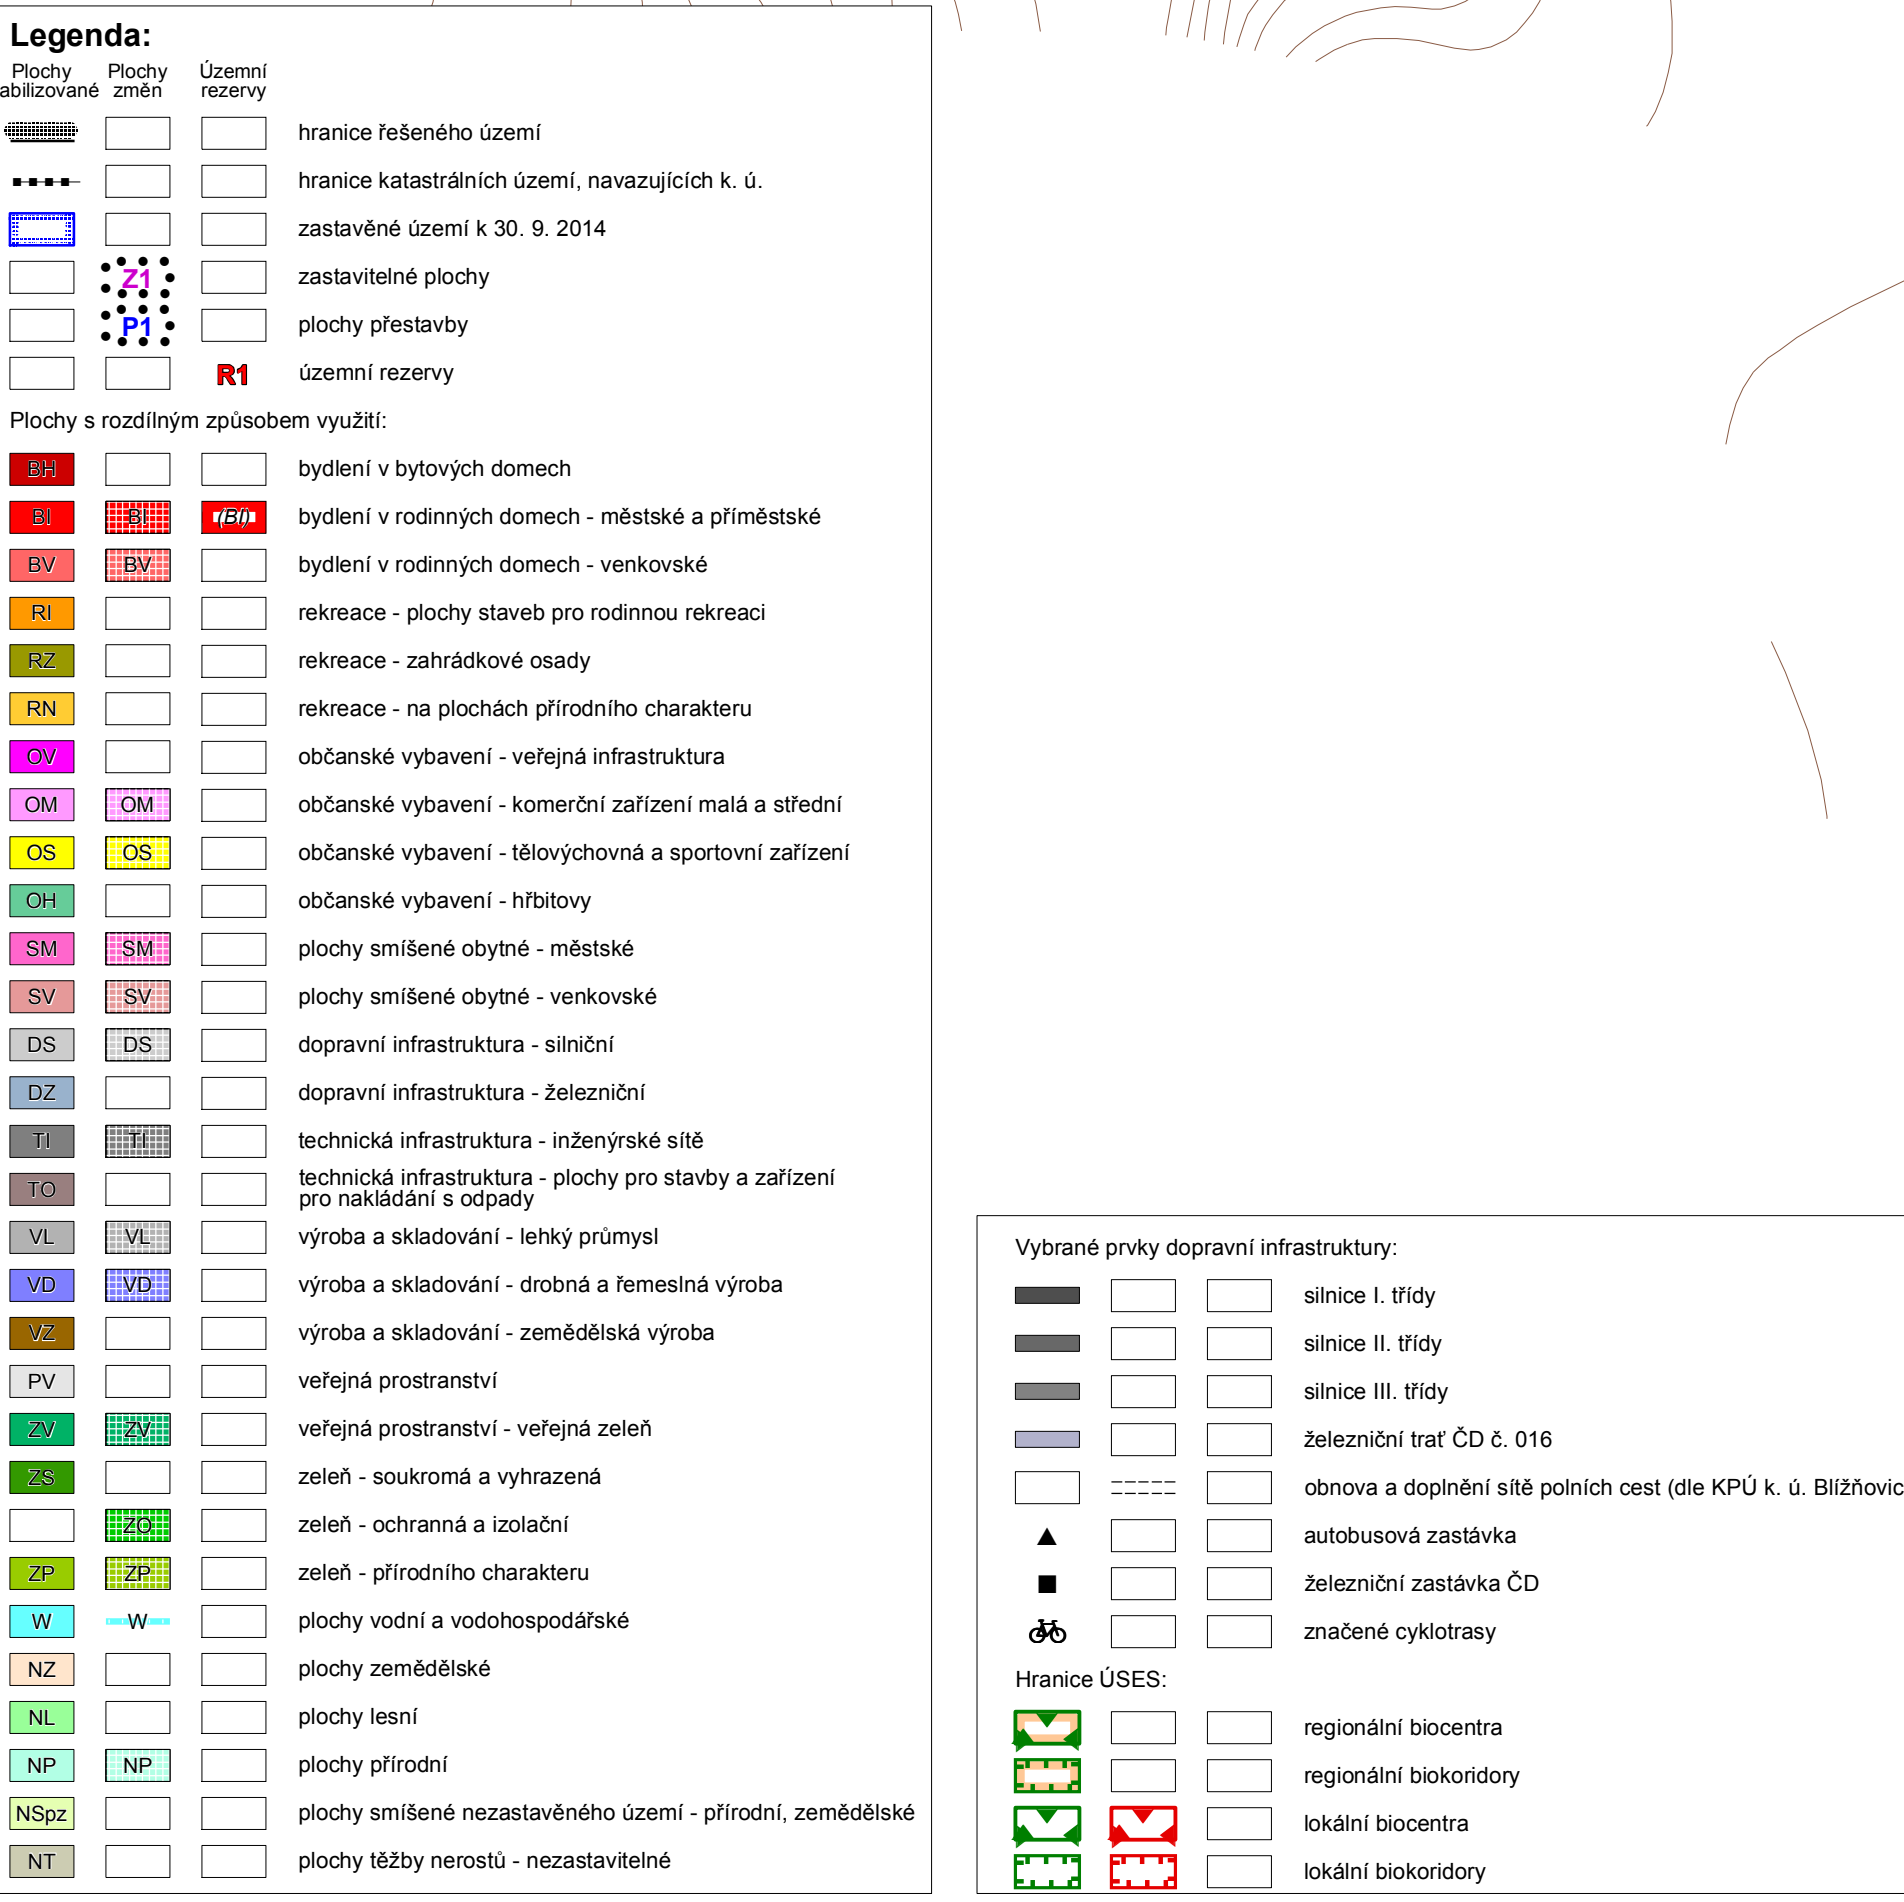 Legenda:
Plochy Plochy Územní
abilizované změn rezervy
hranice řešeného území
hranice katastrálních území, navazujících k. ú.
zastavěné území k 30. 9. 2014
Z1 zastavitelné plochy
P1 plochy přestavby
R1 územní rezervy
Plochy s rozdílným způsobem využití:
BH bydlení v bytových domech
BI BI (BI) bydlení v rodinných domech - městské a příměstské
BV BV bydlení v rodinných domech - venkovské
RI rekreace - plochy staveb pro rodinnou rekreaci
RZ rekreace - zahrádkové osady
RN rekreace - na plochách přírodního charakteru
OV občanské vybavení - veřejná infrastruktura
OM OM občanské vybavení - komerční zařízení malá a střední
OS OS občanské vybavení - tělovýchovná a sportovní zařízení
OH občanské vybavení - hřbitovy
SM SM plochy smíšené obytné - městské
SV SV plochy smíšené obytné - venkovské
DS DS dopravní infrastruktura - silniční
DZ dopravní infrastruktura - železniční
TI TI technická infrastruktura - inženýrské sítě
TO technická infrastruktura - plochy pro stavby a zařízení
pro nakládání s odpady
VL VL výroba a skladování - lehký průmysl
VD VD výroba a skladování - drobná a řemeslná výroba
VZ výroba a skladování - zemědělská výroba
PV veřejná prostranství
ZV ZV veřejná prostranství - veřejná zeleň
ZS zeleň - soukromá a vyhrazená
ZO zeleň - ochranná a izolační
ZP ZP zeleň - přírodního charakteru
W W plochy vodní a vodohospodářské
NZ plochy zemědělské
NL plochy lesní
NP NP plochy přírodní
NSpz plochy smíšené nezastavěného území - přírodní, zemědělské
NT plochy těžby nerostů - nezastavitelné
Vybrané prvky dopravní infrastruktury:
silnice I. třídy
silnice II. třídy
silnice III. třídy
železniční trať ČD č. 016
obnova a doplnění sítě polních cest (dle KPÚ k. ú. Blížňovic
autobusová zastávka
železniční zastávka ČD
značené cyklotrasy
Hranice ÚSES:
regionální biocentra
regionální biokoridory
lokální biocentra
lokální biokoridory